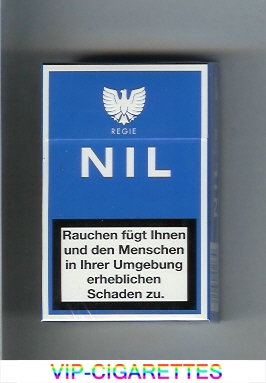 REGIE
NIL
Rauchen fügt Ihnen
und den Menschen
in Ihrer Umgebung
erheblichen
Schaden zu.
VIP-CIGARETTES